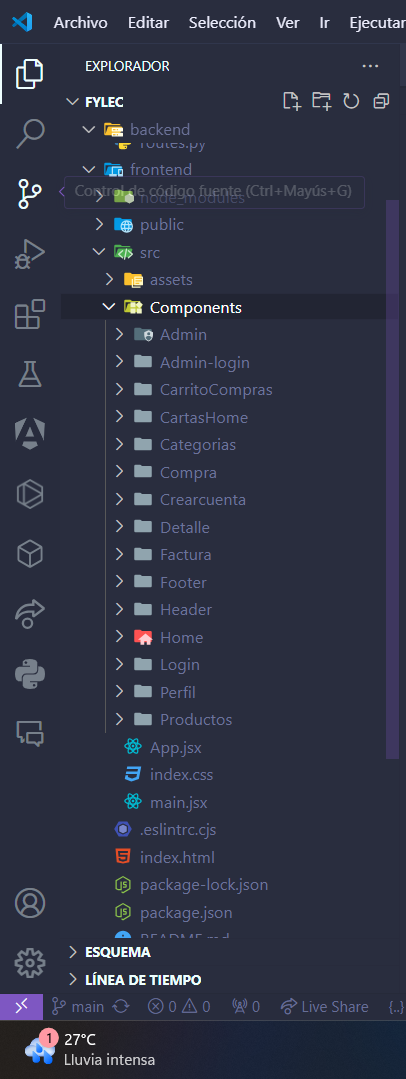 Archivo Editar Selección Ver Ir Ejecutar
EXPLORADOR
FYLEC
backend
routes.py
frontend
Control de código fuente (Ctrl+Mayús+G)
node_modules
public
src
assets
Components
Admin
Admin-login
CarritoCompras
CartasHome
Categorias
Compra
Crearcuenta
Detalle
Factura
Footer
Header
Home
Login
Perfil
Productos
App.jsx
index.css
main.jsx
.eslintrc.cjs
index.html
package-lock.json
package.json
README.md
ESQUEMA
LÍNEA DE TIEMPO
main 0 0 0 Live Share {..}
1
27°C
Lluvia intensa